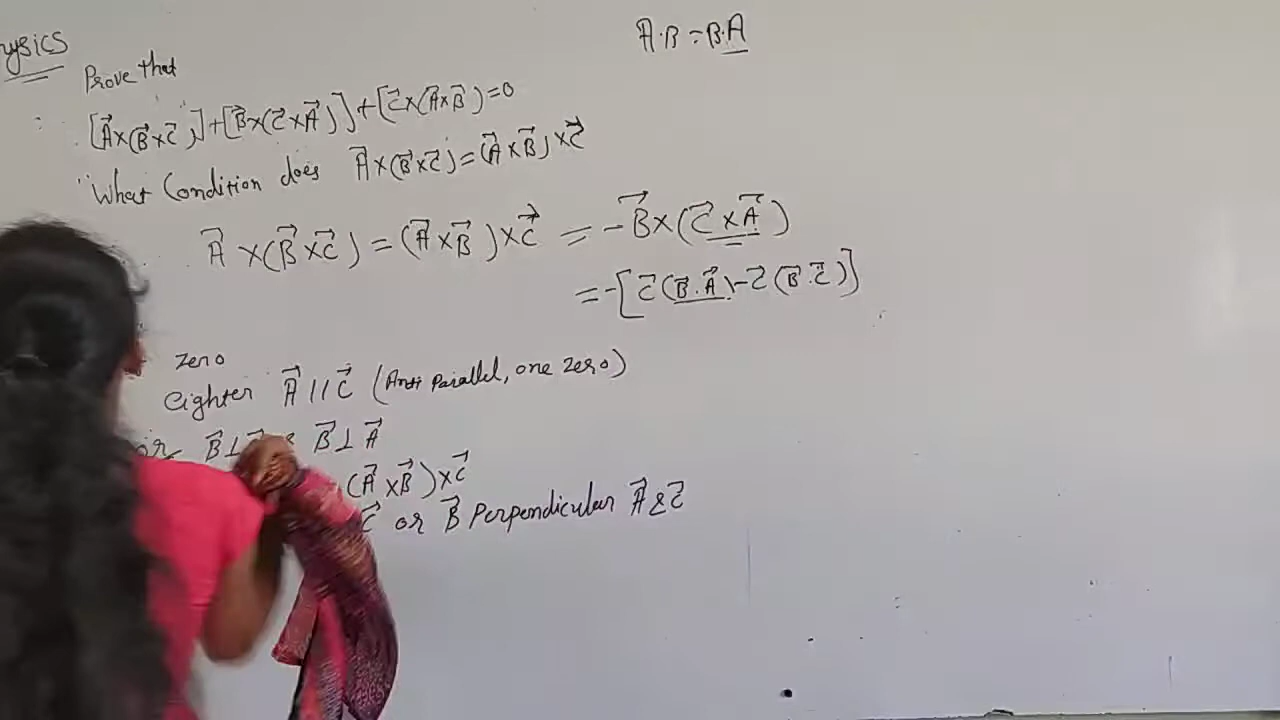 ysics
A⃗·B = B·A⃗
Prove that
[A⃗×(B⃗×C⃗)]+[B⃗×(C⃗×A⃗)]+[C⃗×(A⃗×B⃗)=0
"What Condition does A⃗×(B⃗×C⃗)=(A⃗×B⃗)×C⃗
A⃗×(B⃗×C⃗)=(A⃗×B⃗)×C⃗ = -B⃗×(C⃗×A⃗)
= -[C⃗(B⃗.A⃗)-C⃗(B⃗.C⃗)]
zero
eighter A⃗//C⃗ (Anti Parallel, one zero)
or B⃗⊥ B⃗⊥A⃗
(A⃗×B⃗)×C⃗
C⃗ or B⃗ Perpendicular A⃗&C⃗